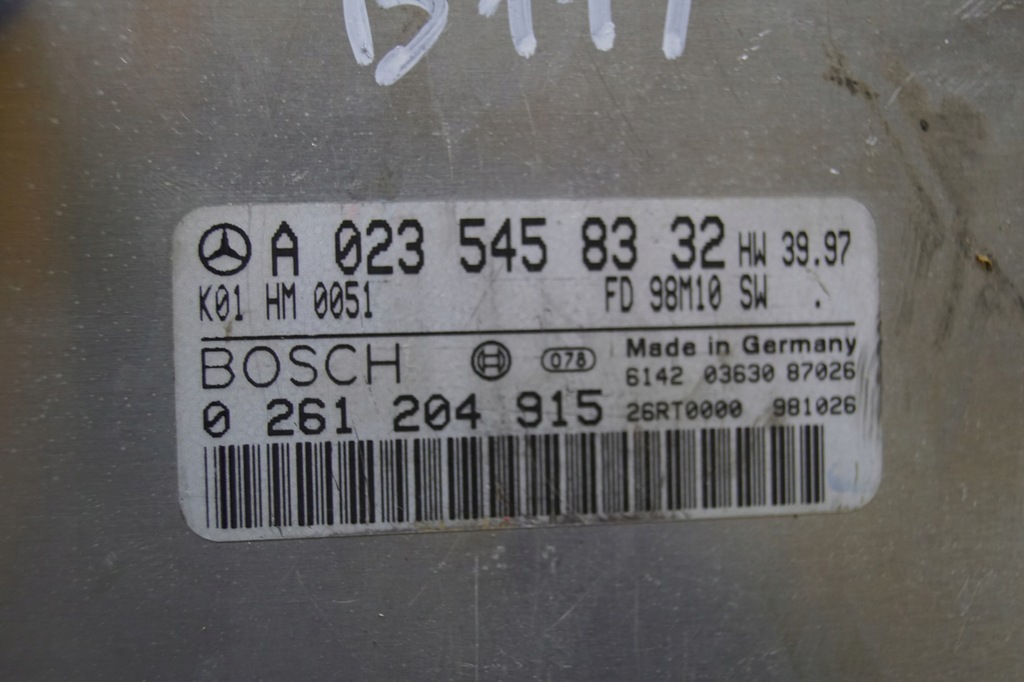 A 023 545 83 32 HW 39.97
K01 HM 0051 FD 98M10 SW .
BOSCH 078 Made in Germany
6142 03630 87026
0 261 204 915 26RT0000 981026